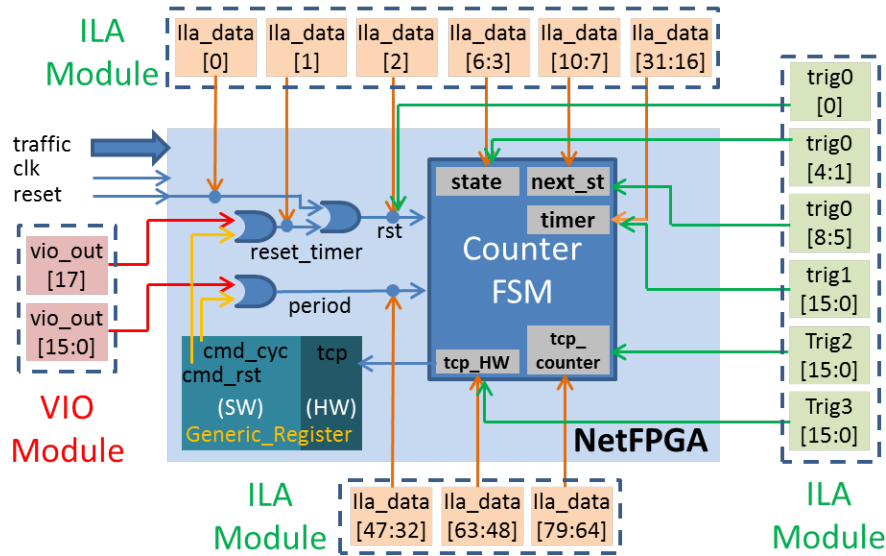 ILA
Module
Ila_data
[0]
Ila_data
[1]
Ila_data
[2]
Ila_data
[6:3]
Ila_data
[10:7]
Ila_data
[31:16]
trig0
[0]
trig0
[4:1]
trig0
[8:5]
trig1
[15:0]
Trig2
[15:0]
Trig3
[15:0]
ILA
Module
traffic
clk
reset
vio_out
[17]
vio_out
[15:0]
VIO
Module
reset_timer
rst
period
state
next_st
timer
Counter
FSM
tcp_HW
tcp_
counter
cmd_cyc
cmd_rst
tcp
(SW)
(HW)
Generic_Register
NetFPGA
ILA
Module
Ila_data
[47:32]
Ila_data
[63:48]
Ila_data
[79:64]